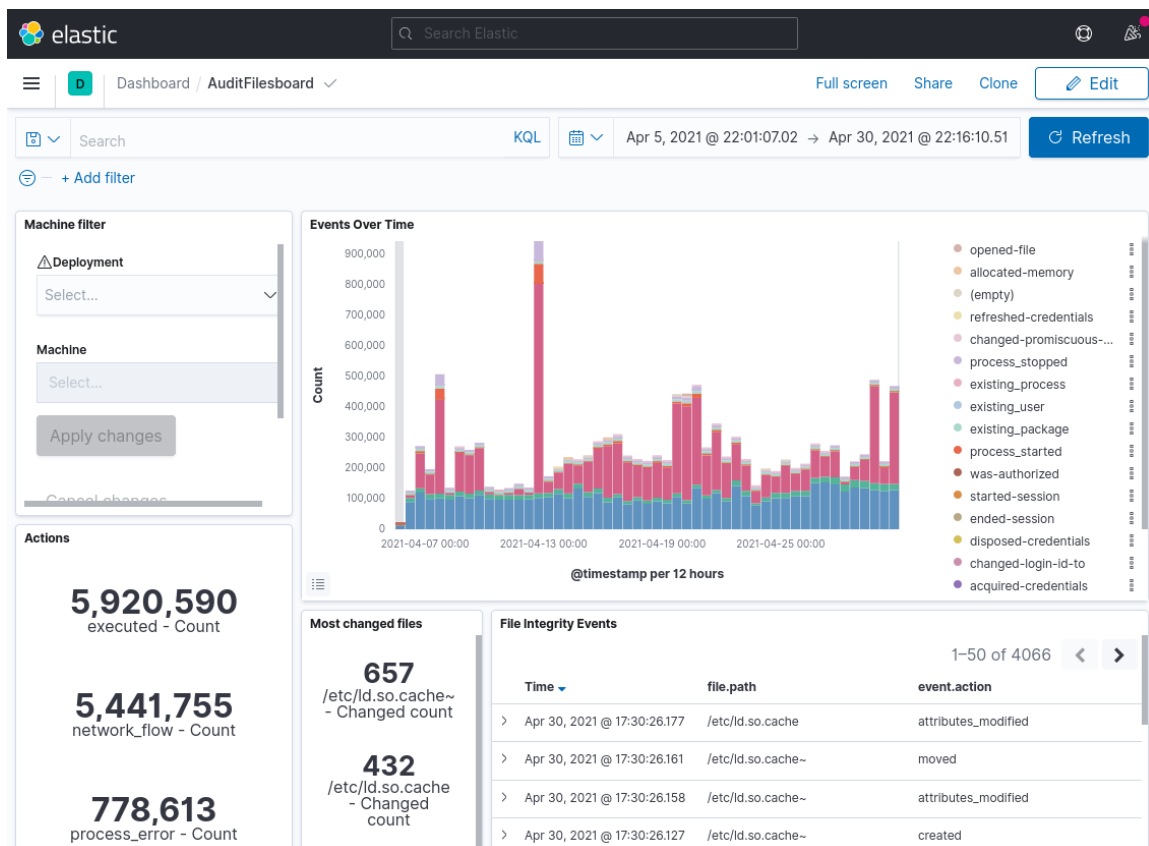 elastic
Search Elastic
D Dashboard / AuditFilesboard
Full screen Share Clone Edit
Search KQL
Apr 5, 2021 @ 22:01:07.02 → Apr 30, 2021 @ 22:16:10.51
Refresh
+ Add filter
Machine filter
Deployment
Select...
Machine
Select...
Apply changes
Cancel changes
Events Over Time
Count
900,000
800,000
700,000
600,000
500,000
400,000
300,000
200,000
100,000
0
2021-04-07 00:00 2021-04-13 00:00 2021-04-19 00:00 2021-04-25 00:00
@timestamp per 12 hours
opened-file
allocated-memory
(empty)
refreshed-credentials
changed-promiscuous-...
process_stopped
existing_process
existing_user
existing_package
process_started
was-authorized
started-session
ended-session
disposed-credentials
changed-login-id-to
acquired-credentials
Actions
5,920,590
executed - Count
5,441,755
network_flow - Count
778,613
process_error - Count
Most changed files
657
/etc/ld.so.cache~
- Changed count
432
/etc/ld.so.cache
- Changed
count
File Integrity Events
1–50 of 4066
Time file.path event.action
Apr 30, 2021 @ 17:30:26.177 /etc/ld.so.cache attributes_modified
Apr 30, 2021 @ 17:30:26.161 /etc/ld.so.cache~ moved
Apr 30, 2021 @ 17:30:26.158 /etc/ld.so.cache~ attributes_modified
Apr 30, 2021 @ 17:30:26.127 /etc/ld.so.cache~ created